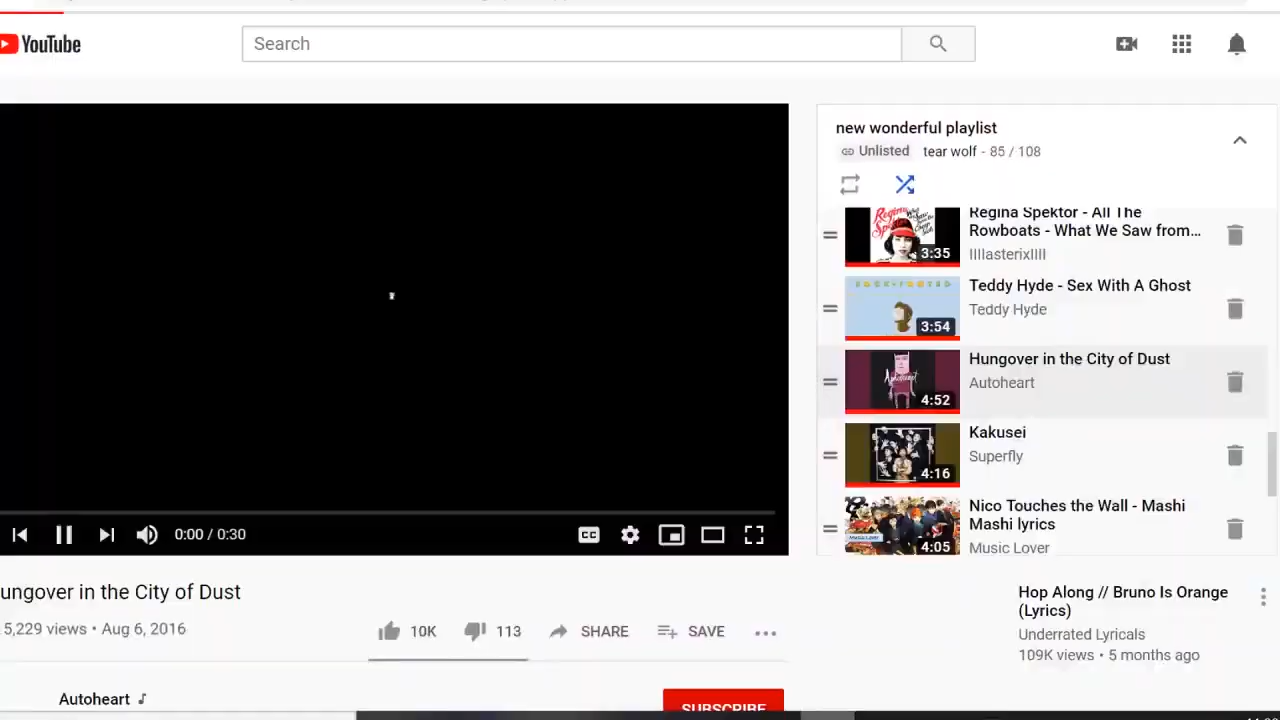 YouTube
Search
new wonderful playlist
Unlisted tear wolf - 85 / 108
Regina Spektor - All The
Rowboats - What We Saw from...
IIIIasterixIIII
3:35
Teddy Hyde - Sex With A Ghost
Teddy Hyde
3:54
Hungover in the City of Dust
Autoheart
4:52
Kakusei
Superfly
4:16
Nico Touches the Wall - Mashi
Mashi lyrics
Music Lover
4:05
0:00 / 0:30
CC
ungover in the City of Dust
5,229 views • Aug 6, 2016
10K 113 SHARE SAVE
Autoheart
SUBSCRIBE
Hop Along // Bruno Is Orange
(Lyrics)
Underrated Lyricals
109K views • 5 months ago